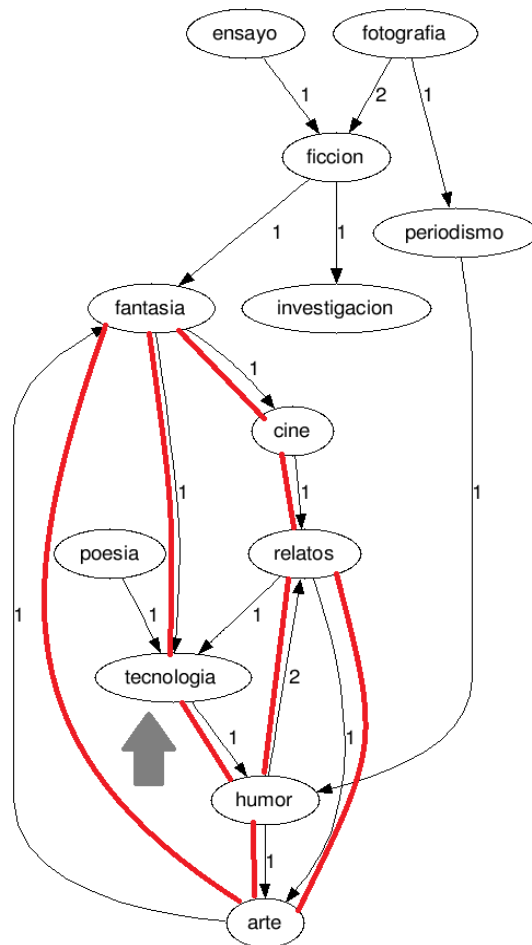 ensayo fotografia
1 2 1
ficcion
periodismo
1 1
fantasia investigacion
1
cine
1 1 1
poesia relatos
1 1 1
tecnologia
2
1 1
humor
1
arte